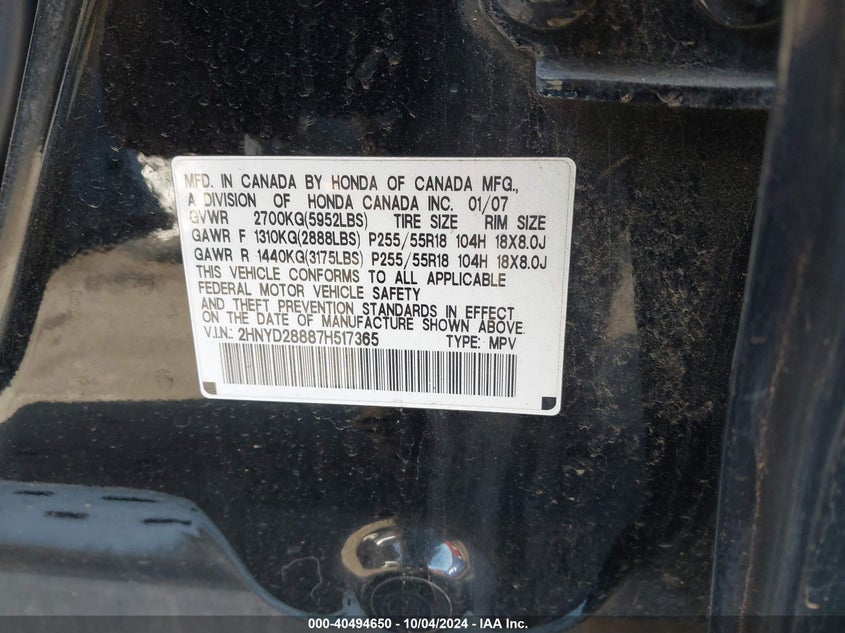 MFD. IN CANADA BY HONDA OF CANADA MFG.,
A DIVISION OF HONDA CANADA INC. 01/07
GVWR 2700KG(5952LBS) TIRE SIZE RIM SIZE
GAWR F 1310KG(2888LBS) P255/55R18 104H 18X8.0J
GAWR R 1440KG(3175LBS) P255/55R18 104H 18X8.0J
THIS VEHICLE CONFORMS TO ALL APPLICABLE
FEDERAL MOTOR VEHICLE SAFETY
AND THEFT PREVENTION STANDARDS IN EFFECT
ON THE DATE OF MANUFACTURE SHOWN ABOVE.
V.I.N.: 2HNYD28887H517365 TYPE: MPV
000-40494650 - 10/04/2024 - IAA Inc.